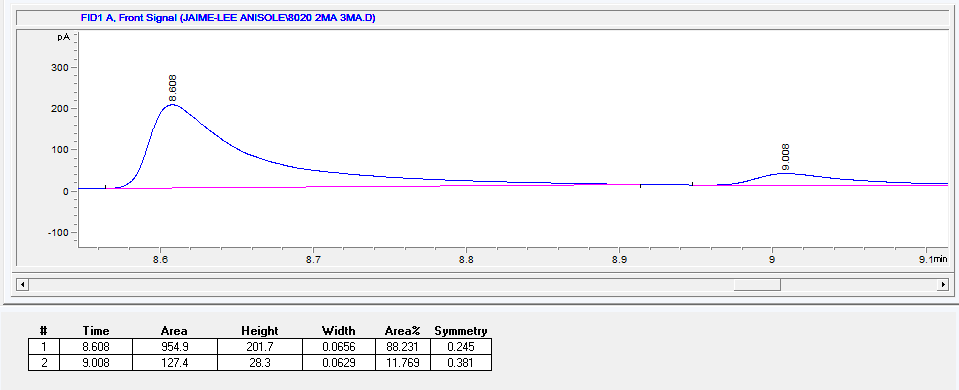 FID1 A, Front Signal (JAIME-LEE ANISOLE\8020 2MA 3MA.D)
pA
300
200
100
0
-100
8.608
9.008
8.6 8.7 8.8 8.9 9 9.1 min
# Time Area Height Width Area% Symmetry
1 8.608 954.9 201.7 0.0656 88.231 0.245
2 9.008 127.4 28.3 0.0629 11.769 0.381